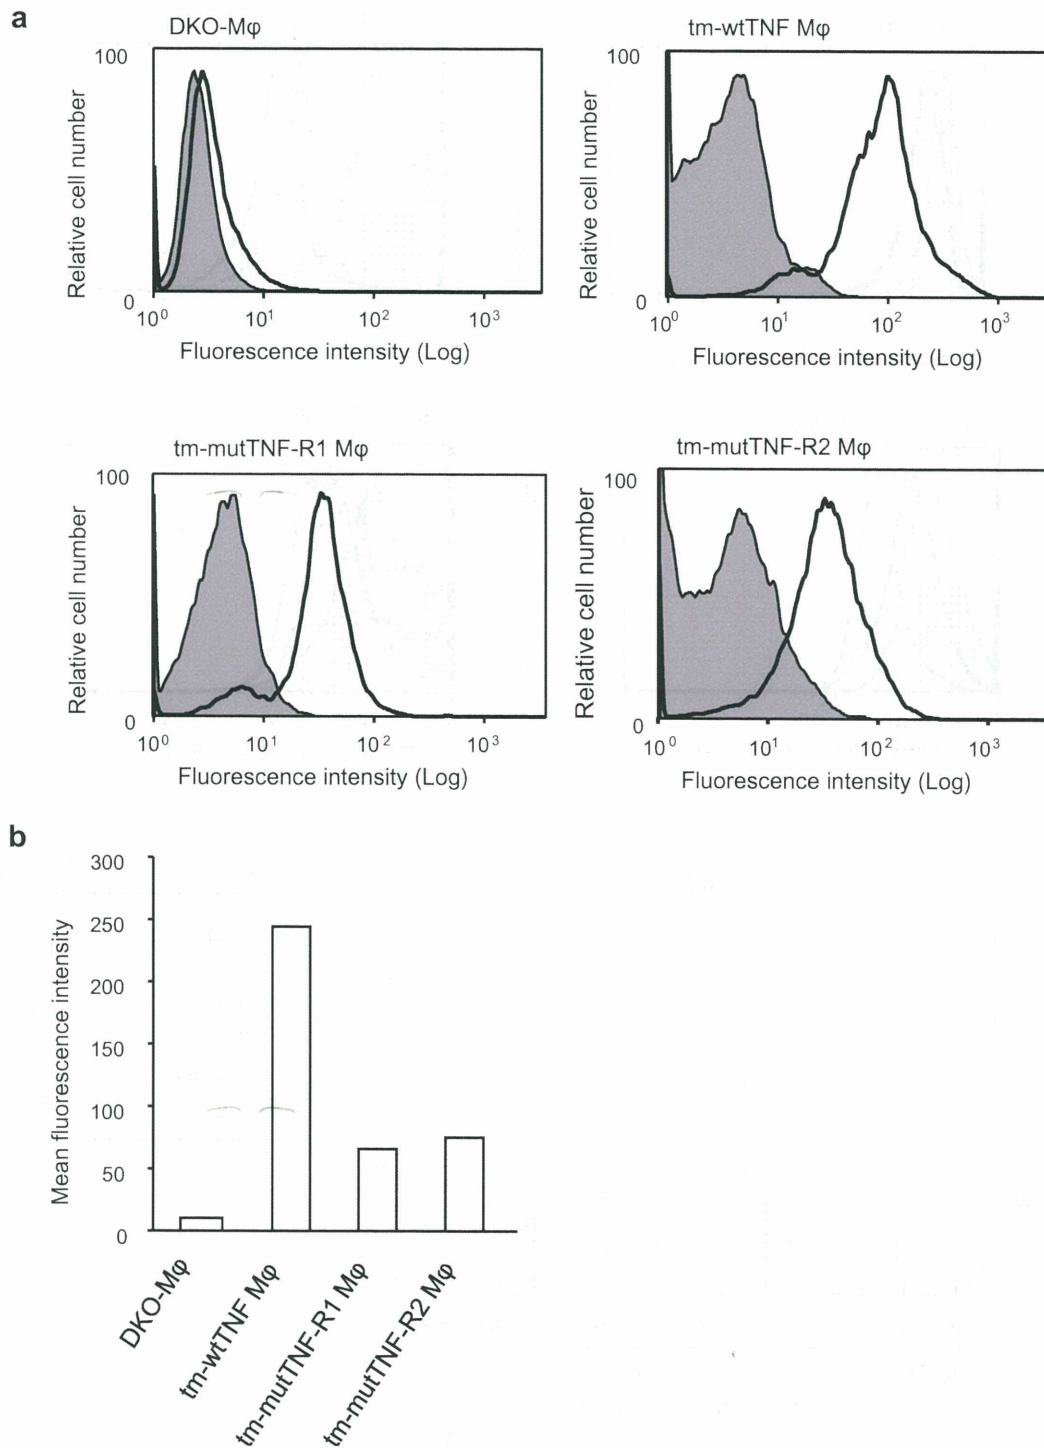 a
DKO-Mφ
100
Relative cell number
0
10⁰ 10¹ 10² 10³
Fluorescence intensity (Log)
tm-wtTNF Mφ
100
Relative cell number
0
10⁰ 10¹ 10² 10³
Fluorescence intensity (Log)
tm-mutTNF-R1 Mφ
100
Relative cell number
0
10⁰ 10¹ 10² 10³
Fluorescence intensity (Log)
tm-mutTNF-R2 Mφ
100
Relative cell number
0
10⁰ 10¹ 10² 10³
Fluorescence intensity (Log)
b
300
250
200
150
100
50
0
Mean fluorescence intensity
DKO-Mφ
tm-wtTNF Mφ
tm-mutTNF-R1 Mφ
tm-mutTNF-R2 Mφ